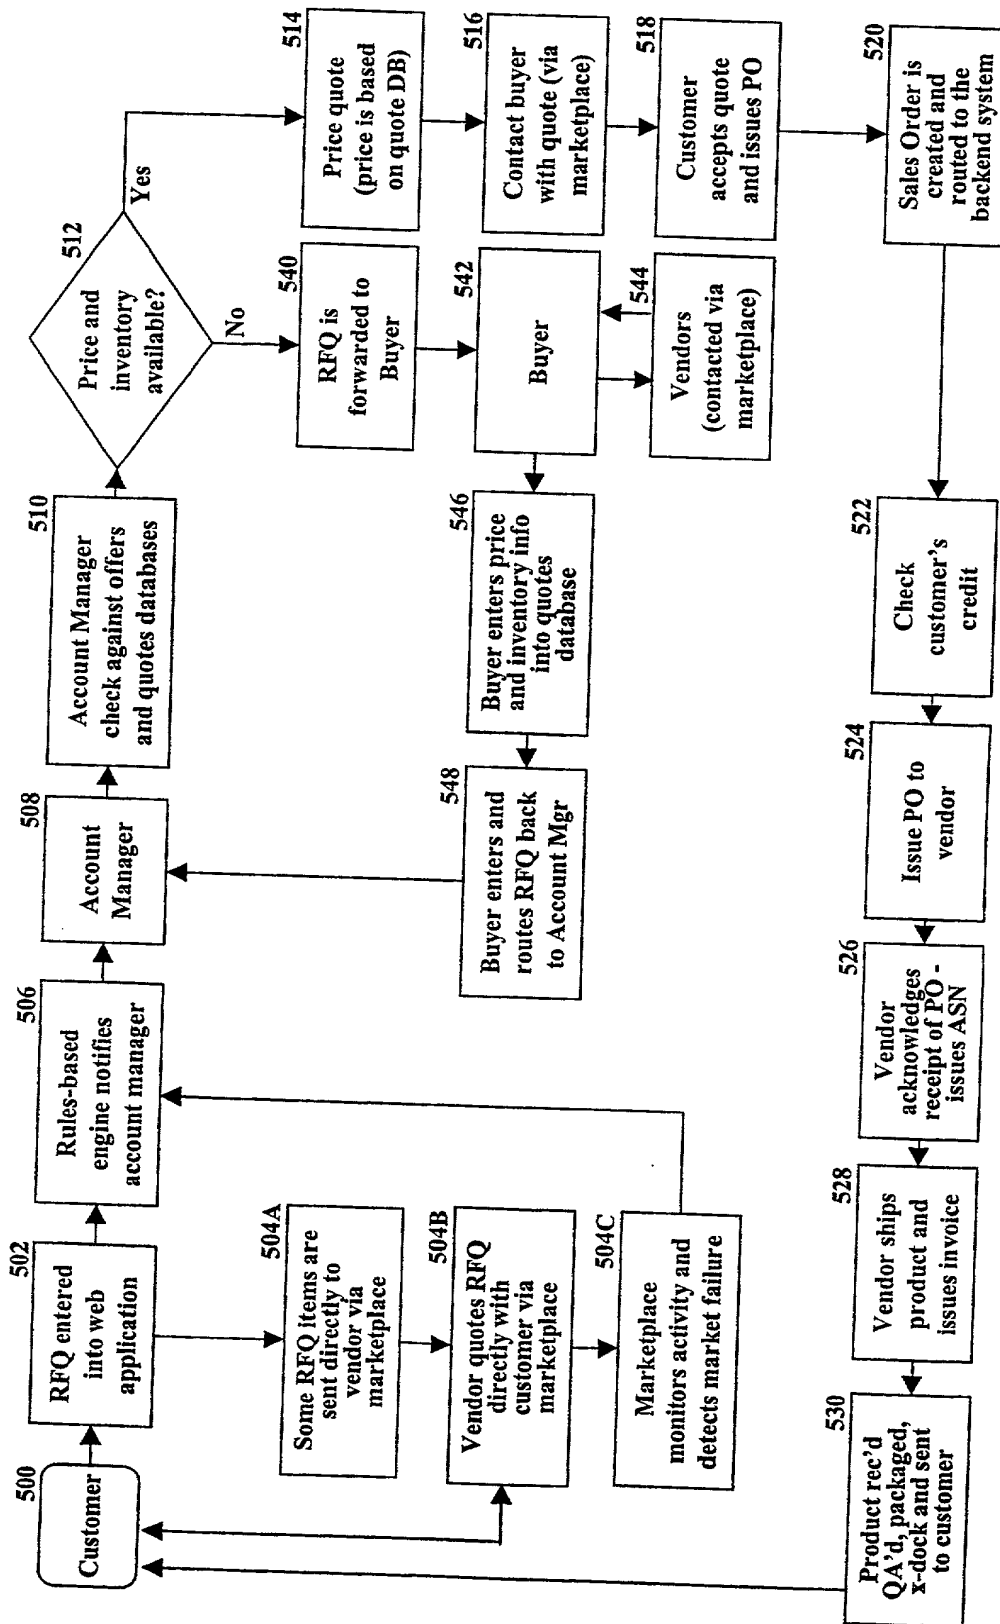 500
Customer
502
RFQ entered
into web
application
504A
Some RFQ items are
sent directly to
vendor via
marketplace
504B
Vendor quotes RFQ
directly with
customer via
marketplace
504C
Marketplace
monitors activity and
detects market failure
506
Rules-based
engine notifies
account manager
508
Account
Manager
510
Account Manager
check against offers
and quotes databases
512
Price and
inventory
available?
Yes
No
514
Price quote
(price is based
on quote DB)
516
Contact buyer
with quote (via
marketplace)
518
Customer
accepts quote
and issues PO
520
Sales Order is
created and
routed to the
backend system
540
RFQ is
forwarded to
Buyer
542
Buyer
544
Vendors
(contacted via
marketplace)
546
Buyer enters price
and inventory info
into quotes
database
548
Buyer enters and
routes RFQ back
to Account Mgr
522
Check
customer's
credit
524
Issue PO to
vendor
526
Vendor
acknowledges
receipt of PO -
issues ASN
528
Vendor ships
product and
issues invoice
530
Product rec'd
QA'd, packaged,
x-dock and sent
to customer